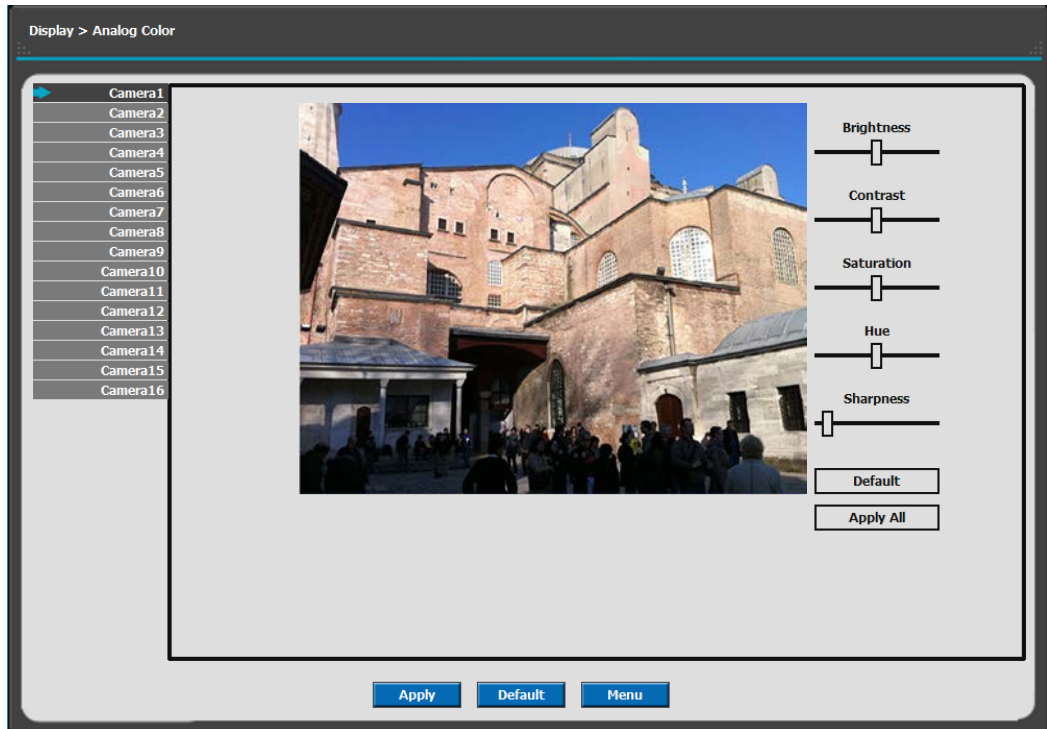 Display > Analog Color
Camera1
Camera2
Camera3
Camera4
Camera5
Camera6
Camera7
Camera8
Camera9
Camera10
Camera11
Camera12
Camera13
Camera14
Camera15
Camera16
Brightness
Contrast
Saturation
Hue
Sharpness
Default
Apply All
Apply Default Menu